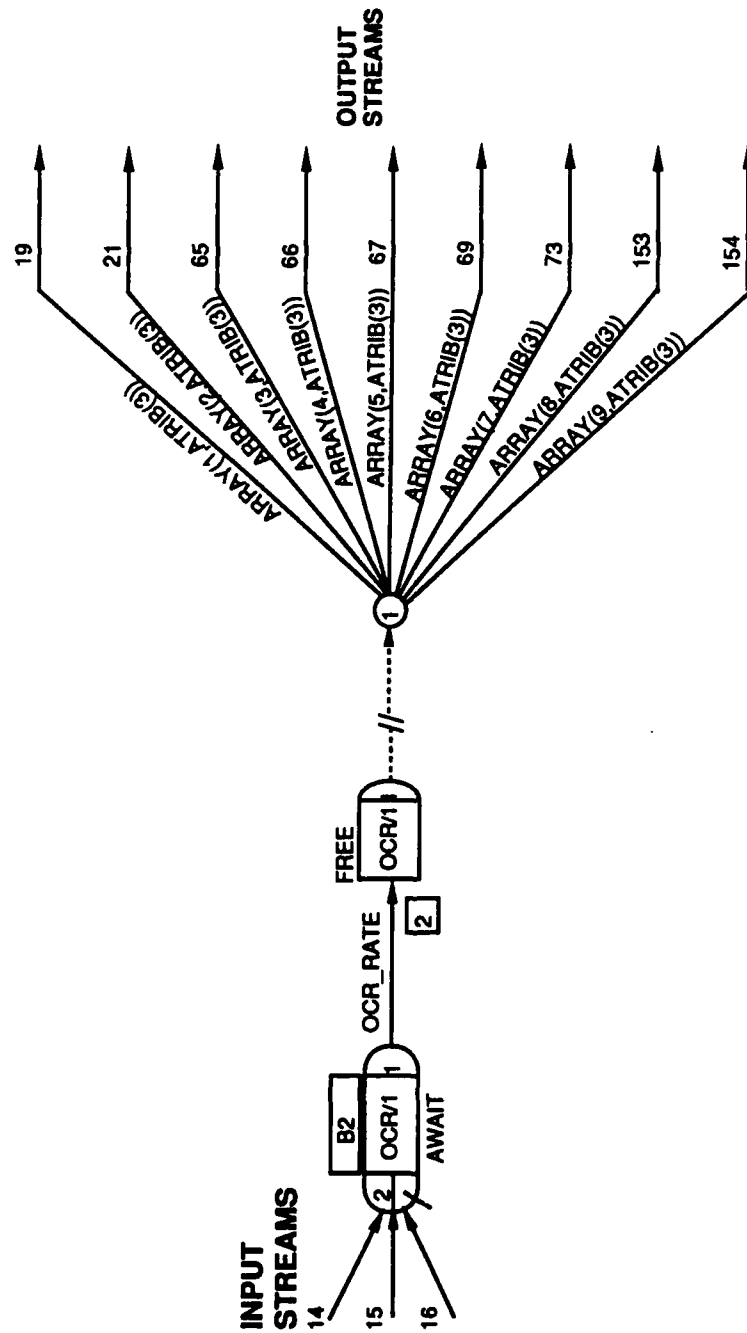 INPUT
STREAMS
14
15
16
B2
2
OCR/1
1
AWAIT
OCR_RATE
2
FREE
OCR/1
1
ARRAY(1,ATRIB(3))
19
ARRAY(2,ATRIB(3))
21
ARRAY(3,ATRIB(3))
65
ARRAY(4,ATRIB(3))
66
ARRAY(5,ATRIB(3))
67
ARRAY(6,ATRIB(3))
69
ARRAY(7,ATRIB(3))
73
ARRAY(8,ATRIB(3))
153
ARRAY(9,ATRIB(3))
154
OUTPUT
STREAMS